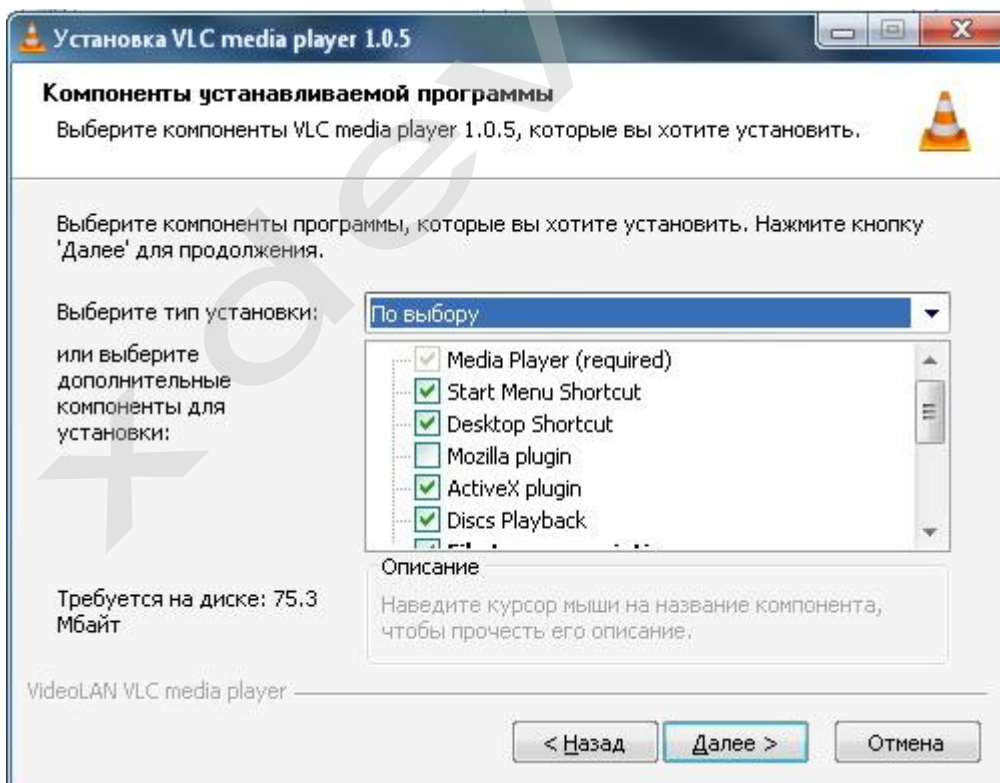 Установка VLC media player 1.0.5
Компоненты устанавливаемой программы
Выберите компоненты VLC media player 1.0.5, которые вы хотите установить.
Выберите компоненты программы, которые вы хотите установить. Нажмите кнопку
'Далее' для продолжения.
Выберите тип установки:
По выбору
или выберите
дополнительные
компоненты для
установки:
Media Player (required)
Start Menu Shortcut
Desktop Shortcut
Mozilla plugin
ActiveX plugin
Discs Playback
Требуется на диске: 75.3
Мбайт
Описание
Наведите курсор мыши на название компонента,
чтобы прочесть его описание.
VideoLAN VLC media player
< Назад
Далее >
Отмена
xdev